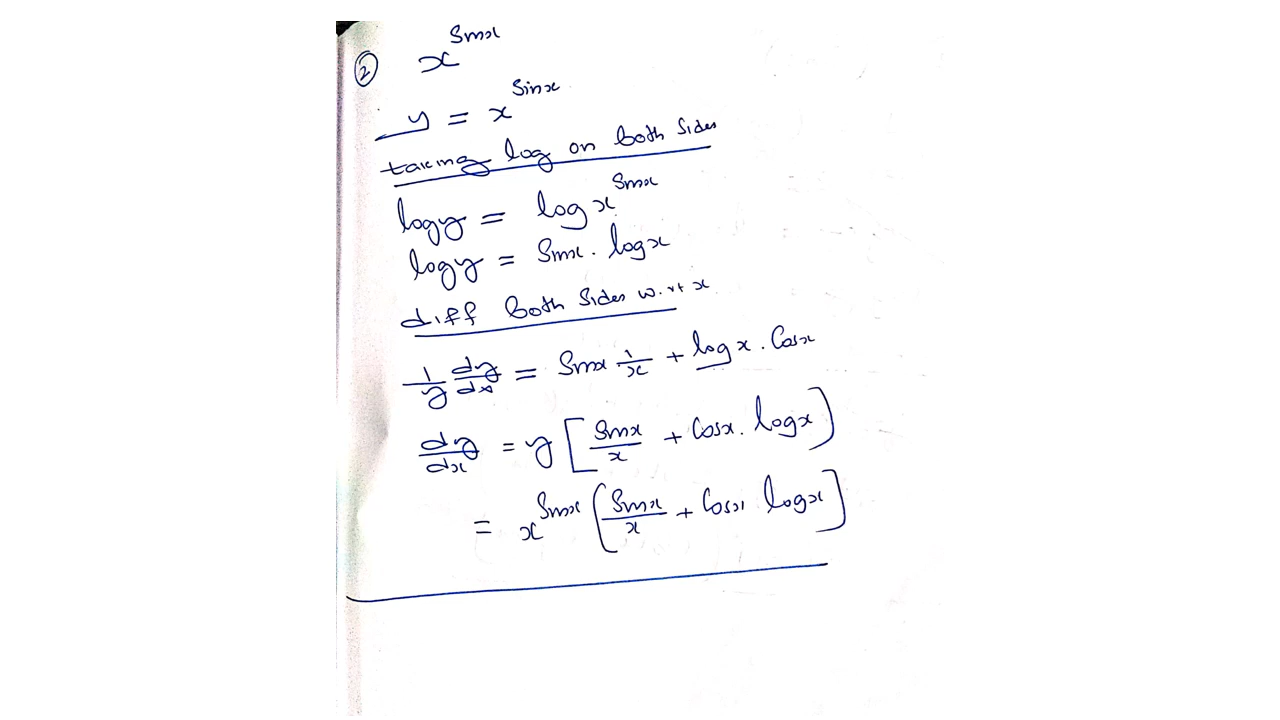 ② x^Sinx
y = x^Sinx
taking log on both Sides
logy = log x^Sinx
logy = Sinx . logx
diff both Sides w.rt x
1/y dy/dx = Sinx 1/x + log x . Cosx
dy/dx = y [ Sinx/x + Cosx . logx ]
= x^Sinx ( Sinx/x + Cosx logx ]